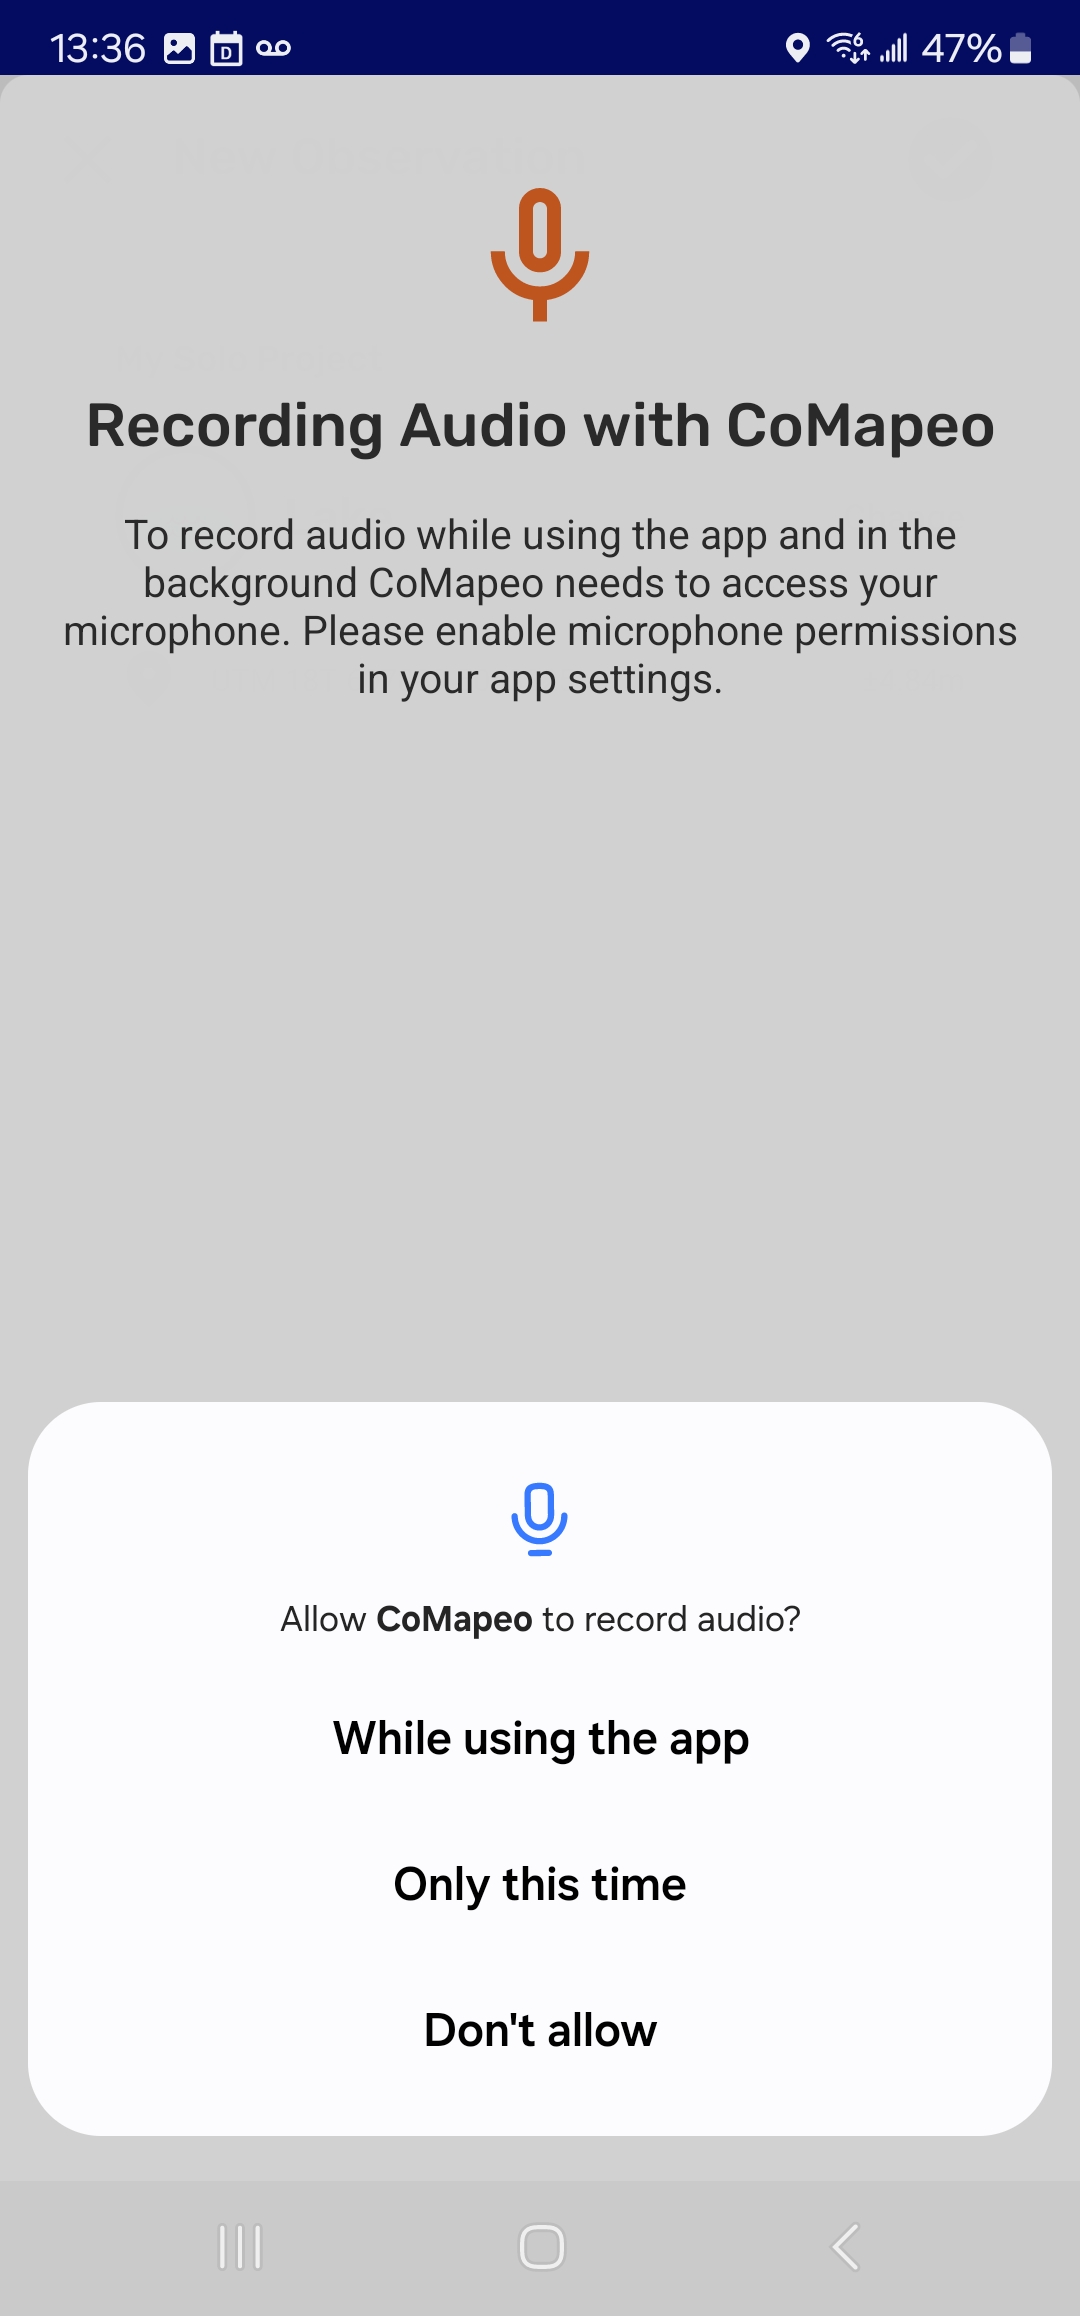 13:36
47%
Recording Audio with CoMapeo
To record audio while using the app and in the
background CoMapeo needs to access your
microphone. Please enable microphone permissions
in your app settings.
Allow CoMapeo to record audio?
While using the app
Only this time
Don't allow